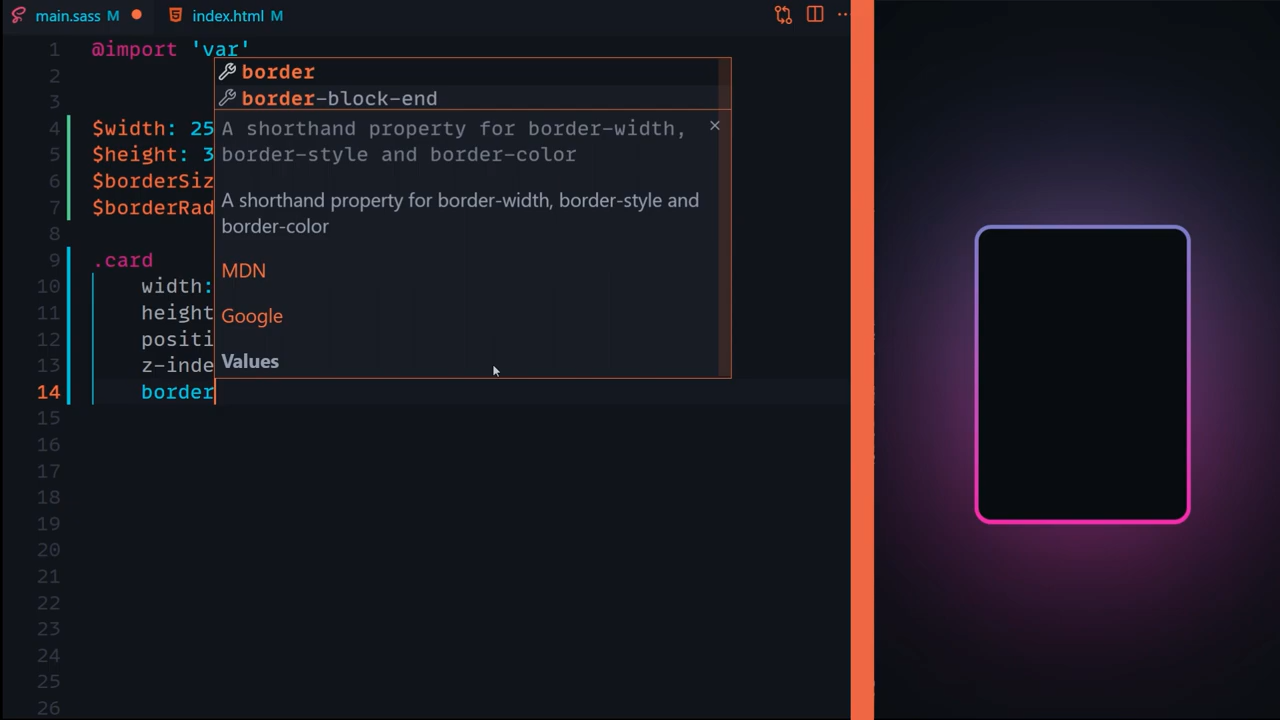 main.sass M
index.html M
1 @import 'var'
2 border
border-block-end
3
4 $width: 25 A shorthand property for border-width,
5 $height: 3 border-style and border-color
6 $borderSiz
7 $borderRad A shorthand property for border-width, border-style and
8 border-color
9 .card MDN
10 width:
11 height Google
12 positi
13 z-inde Values
14 border
15
16
17
18
19
20
21
22
23
24
25
26